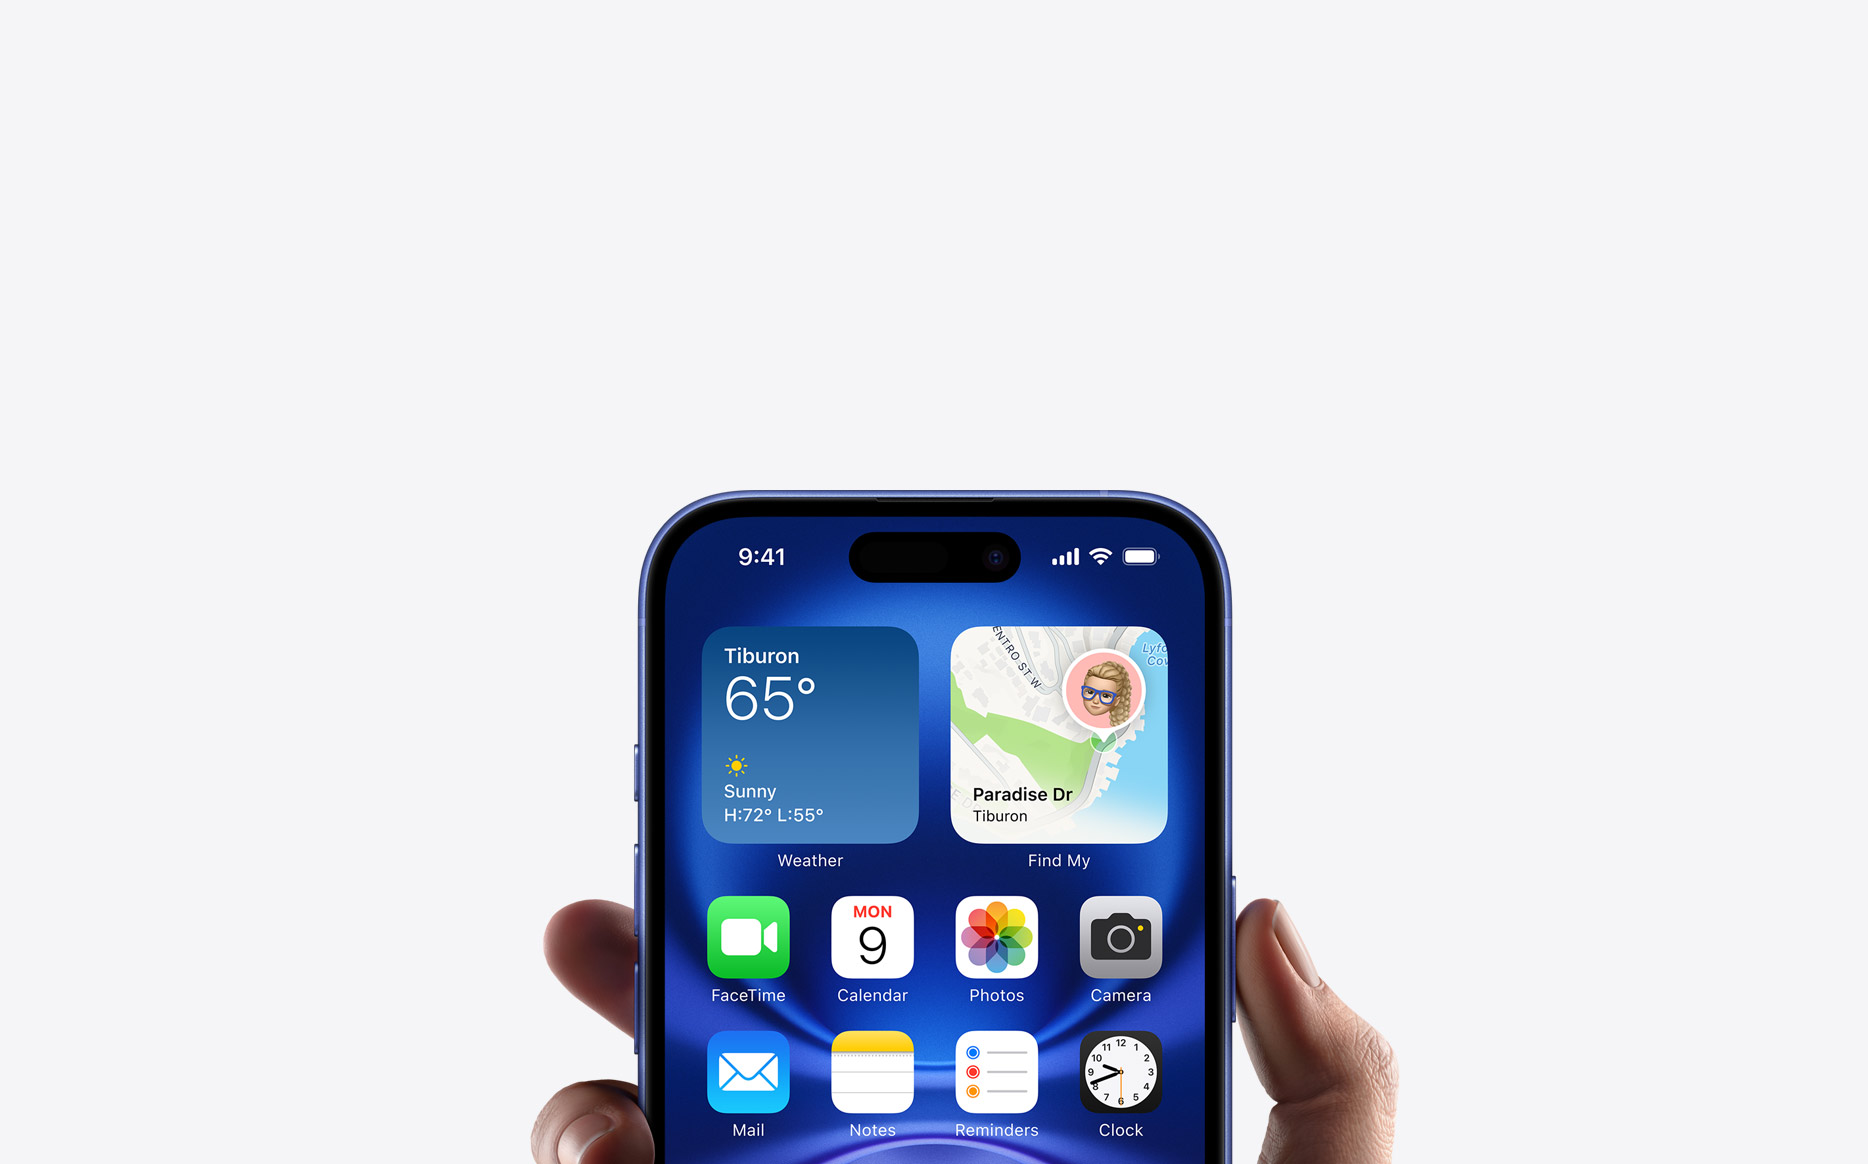 9:41
Tiburon
65°
Sunny
H:72° L:55°
Weather
ENTRO ST W
Lyfo
Cov
Paradise Dr
Tiburon
Find My
FaceTime
MON
9
Calendar
Photos
Camera
Mail
Notes
Reminders
12
1
2
3
4
5
6
7
8
9
10
11
Clock